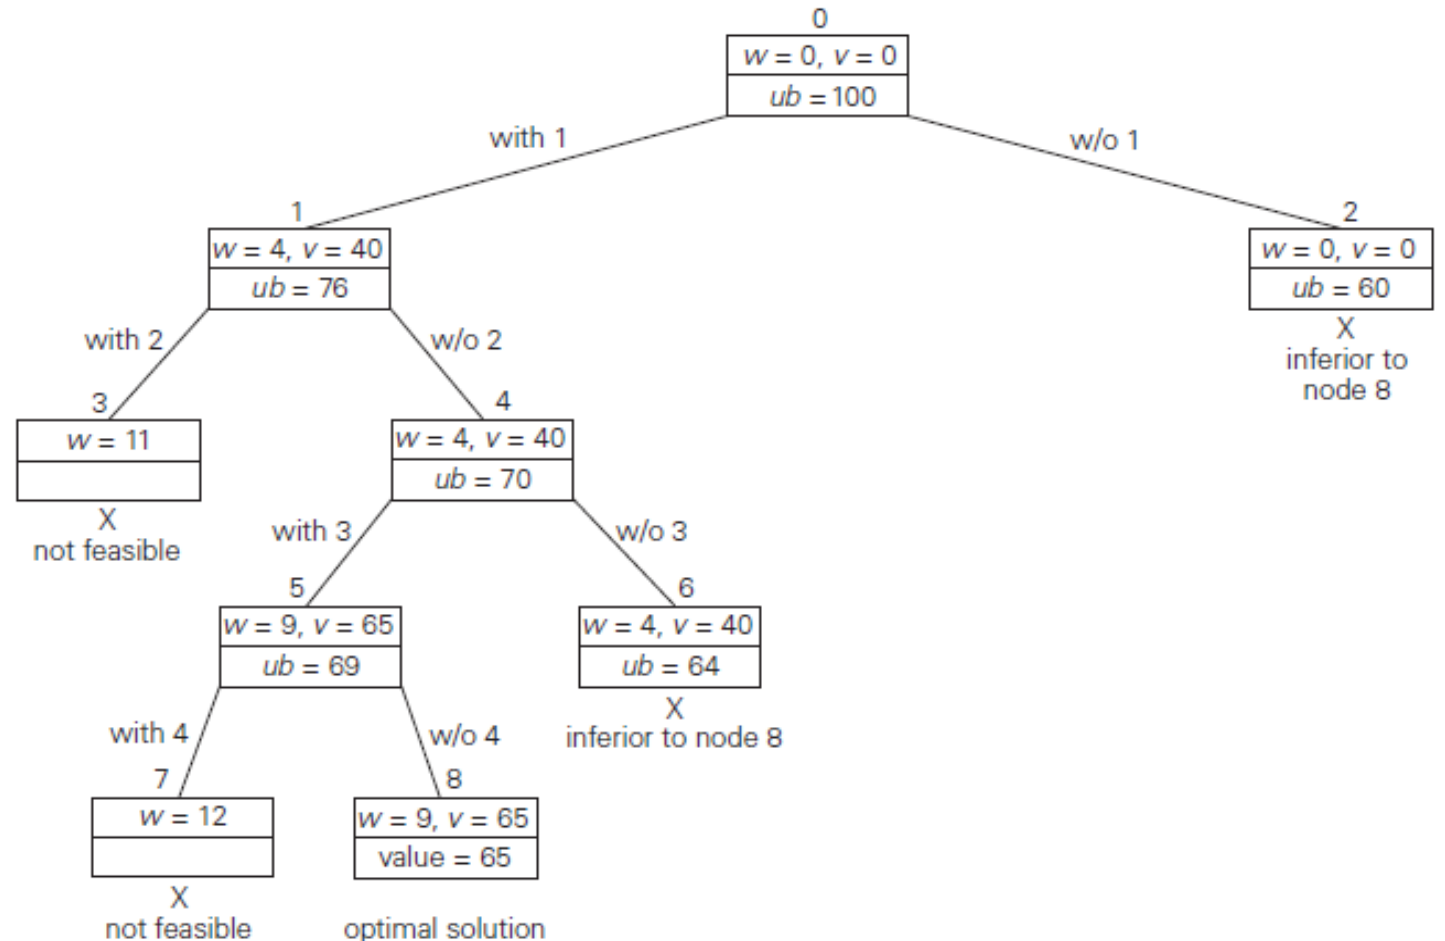 0
w = 0, v = 0
ub = 100
with 1
w/o 1
1
w = 4, v = 40
ub = 76
2
w = 0, v = 0
ub = 60
X
inferior to
node 8
with 2
w/o 2
3
w = 11
X
not feasible
4
w = 4, v = 40
ub = 70
with 3
w/o 3
5
w = 9, v = 65
ub = 69
6
w = 4, v = 40
ub = 64
X
inferior to node 8
with 4
w/o 4
7
w = 12
X
not feasible
8
w = 9, v = 65
value = 65
optimal solution